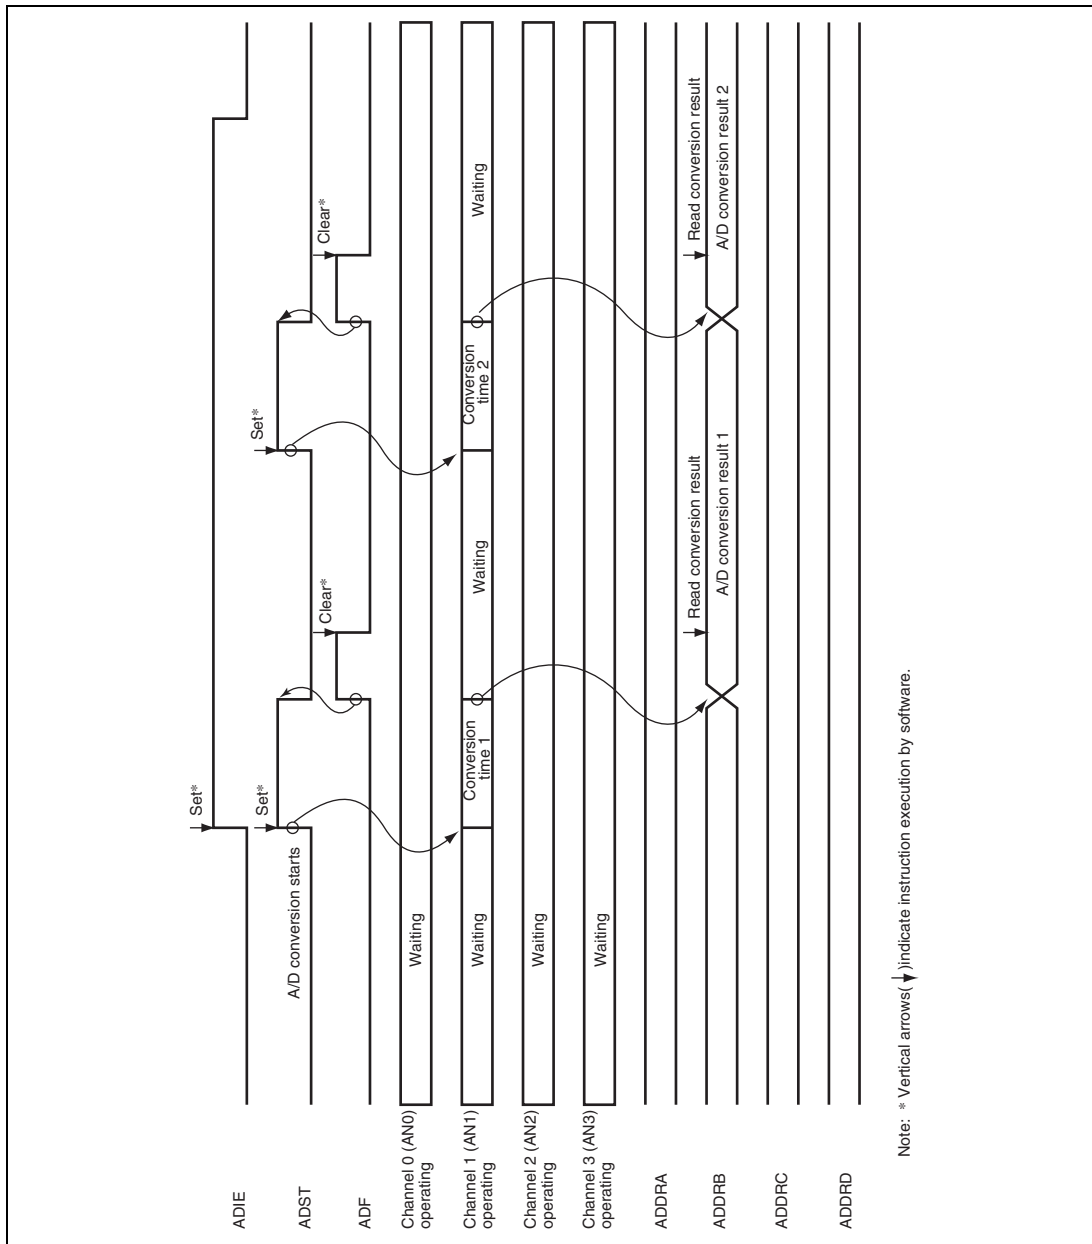 ADIE
Set*
ADST
A/D conversion starts
Set*
Set*
ADF
Clear*
Clear*
Channel 0 (AN0)
operating
Waiting
Channel 1 (AN1)
operating
Waiting
Conversion
time 1
Waiting
Conversion
time 2
Waiting
Channel 2 (AN2)
operating
Waiting
Channel 3 (AN3)
operating
Waiting
ADDRA
ADDRB
Read conversion result
A/D conversion result 1
Read conversion result
A/D conversion result 2
ADDRC
ADDRD
Note: * Vertical arrows(↓)indicate instruction execution by software.